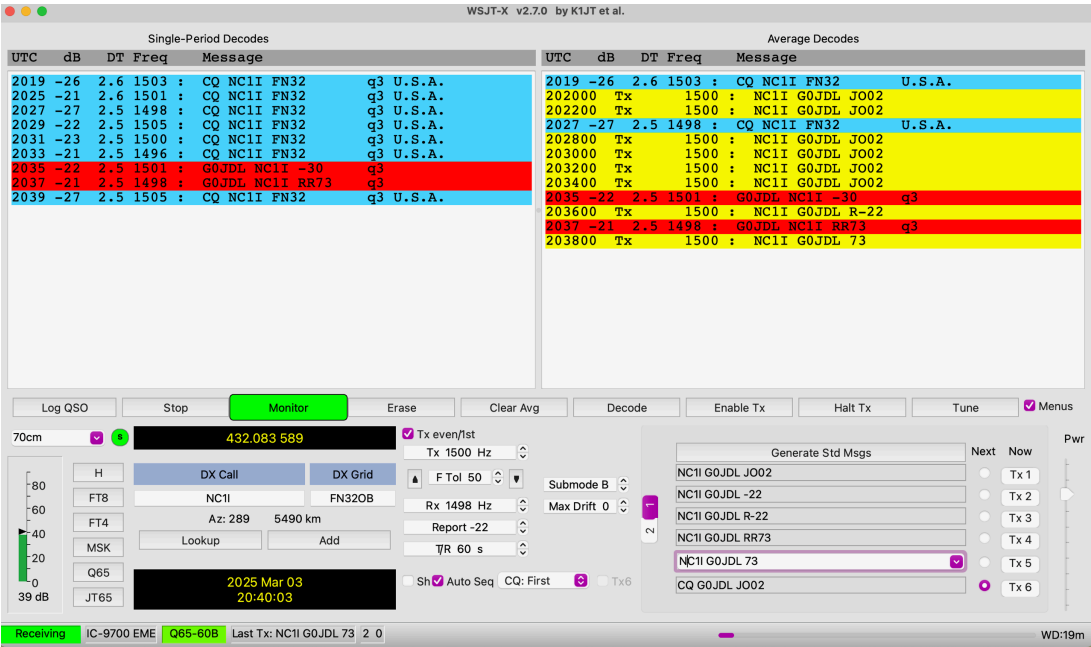 WSJT-X v2.7.0 by K1JT et al.
Single-Period Decodes
UTC dB DT Freq Message
2019 -26 2.6 1503 : CQ NC1I FN32 q3 U.S.A.
2025 -21 2.6 1501 : CQ NC1I FN32 q3 U.S.A.
2027 -27 2.5 1498 : CQ NC1I FN32 q3 U.S.A.
2029 -22 2.5 1505 : CQ NC1I FN32 q3 U.S.A.
2031 -23 2.5 1500 : CQ NC1I FN32 q3 U.S.A.
2033 -21 2.5 1496 : CQ NC1I FN32 q3 U.S.A.
2035 -22 2.5 1501 : G0JDL NC1I -30 q3
2037 -21 2.5 1498 : G0JDL NC1I RR73 q3
2039 -27 2.5 1505 : CQ NC1I FN32 q3 U.S.A.
Average Decodes
UTC dB DT Freq Message
2019 -26 2.6 1503 : CQ NC1I FN32 U.S.A.
202000 Tx 1500 : NC1I G0JDL JO02
202200 Tx 1500 : NC1I G0JDL JO02
2027 -27 2.5 1498 : CQ NC1I FN32 U.S.A.
202800 Tx 1500 : NC1I G0JDL JO02
203000 Tx 1500 : NC1I G0JDL JO02
203200 Tx 1500 : NC1I G0JDL JO02
203400 Tx 1500 : NC1I G0JDL JO02
2035 -22 2.5 1501 : G0JDL NC1I -30 q3
203600 Tx 1500 : NC1I G0JDL R-22
2037 -21 2.5 1498 : G0JDL NC1I RR73 q3
203800 Tx 1500 : NC1I G0JDL 73
Log QSO Stop Monitor Erase Clear Avg Decode Enable Tx Halt Tx Tune Menus
70cm S 432.083 589
-80
-60
-40
-20
-0
39 dB
H
FT8
FT4
MSK
Q65
JT65
DX Call DX Grid
NC1I FN32OB
Az: 289 5490 km
Lookup Add
2025 Mar 03
20:40:03
Tx even/1st
Tx 1500 Hz
F Tol 50
Rx 1498 Hz
Report -22
T/R 60 s
Sh Auto Seq CQ: First Tx6
Submode B
Max Drift 0
1
2
Generate Std Msgs Next Now
NC1I G0JDL JO02 Tx 1
NC1I G0JDL -22 Tx 2
NC1I G0JDL R-22 Tx 3
NC1I G0JDL RR73 Tx 4
NC1I G0JDL 73 Tx 5
CQ G0JDL JO02 Tx 6
Pwr
Receiving IC-9700 EME Q65-60B Last Tx: NC1I G0JDL 73 2 0 WD:19m